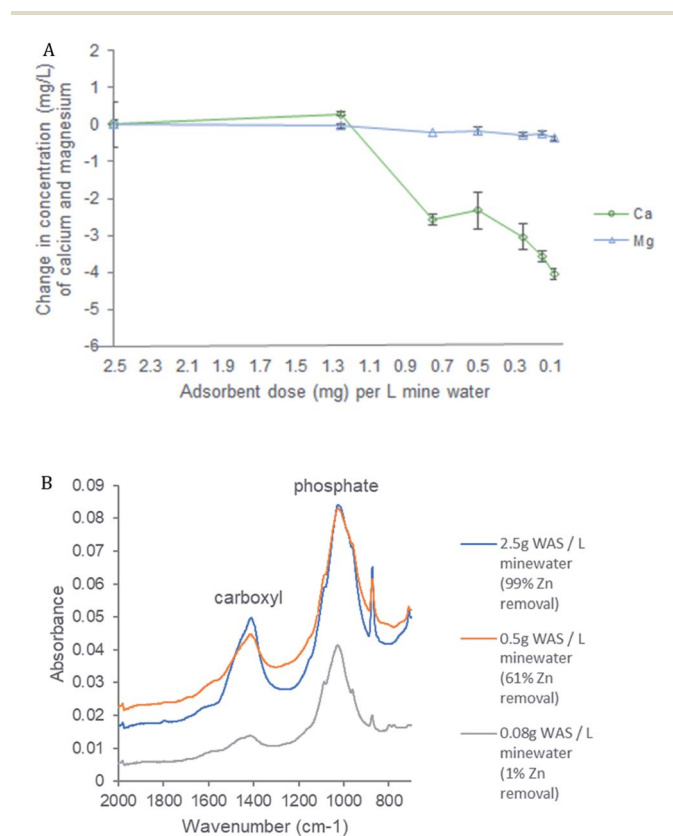 A
Change in concentration (mg/L)
of calcium and magnesium
2
1
0
-1
-2
-3
-4
-5
-6
Ca
Mg
2.5 2.3 2.1 1.9 1.7 1.5 1.3 1.1 0.9 0.7 0.5 0.3 0.1
Adsorbent dose (mg) per L mine water
B
Absorbance
0.09
0.08
0.07
0.06
0.05
0.04
0.03
0.02
0.01
0
phosphate
carboxyl
2.5g WAS / L
minewater
(99% Zn
removal)
0.5g WAS / L
minewater
(61% Zn
removal)
0.08g WAS / L
minewater
(1% Zn
removal)
2000 1800 1600 1400 1200 1000 800
Wavenumber (cm-1)